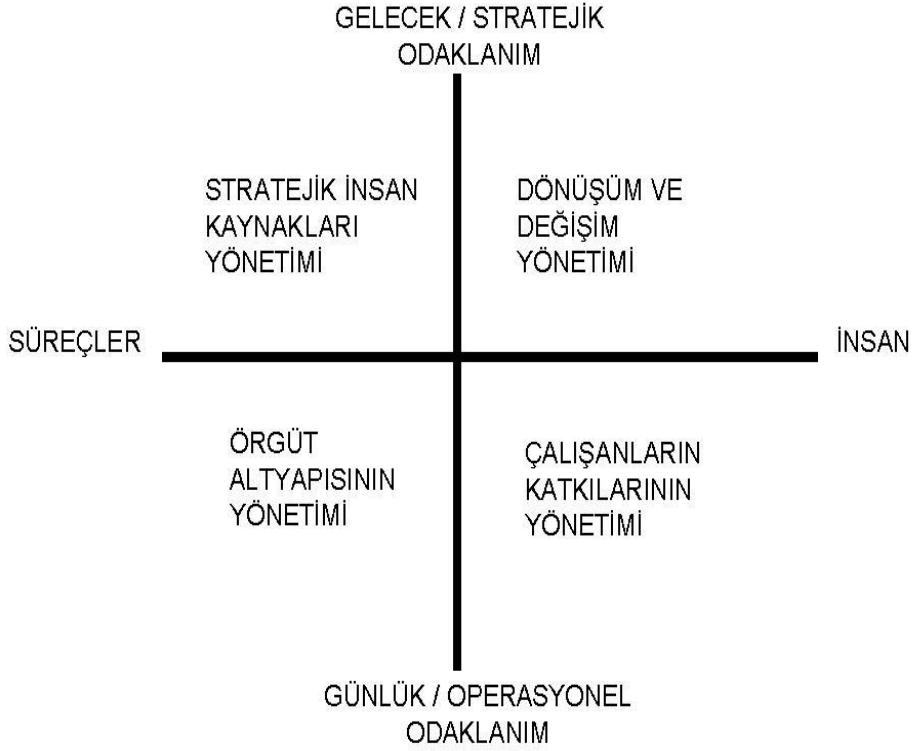 GELECEK / STRATEJİK
ODAKLANIM
STRATEJİK İNSAN
KAYNAKLARI
YÖNETİMİ
DÖNÜŞÜM VE
DEĞİŞİM
YÖNETİMİ
SÜREÇLER
İNSAN
ÖRGÜT
ALTYAPISININ
YÖNETİMİ
ÇALIŞANLARIN
KATKILARININ
YÖNETİMİ
GÜNLÜK / OPERASYONEL
ODAKLANIM